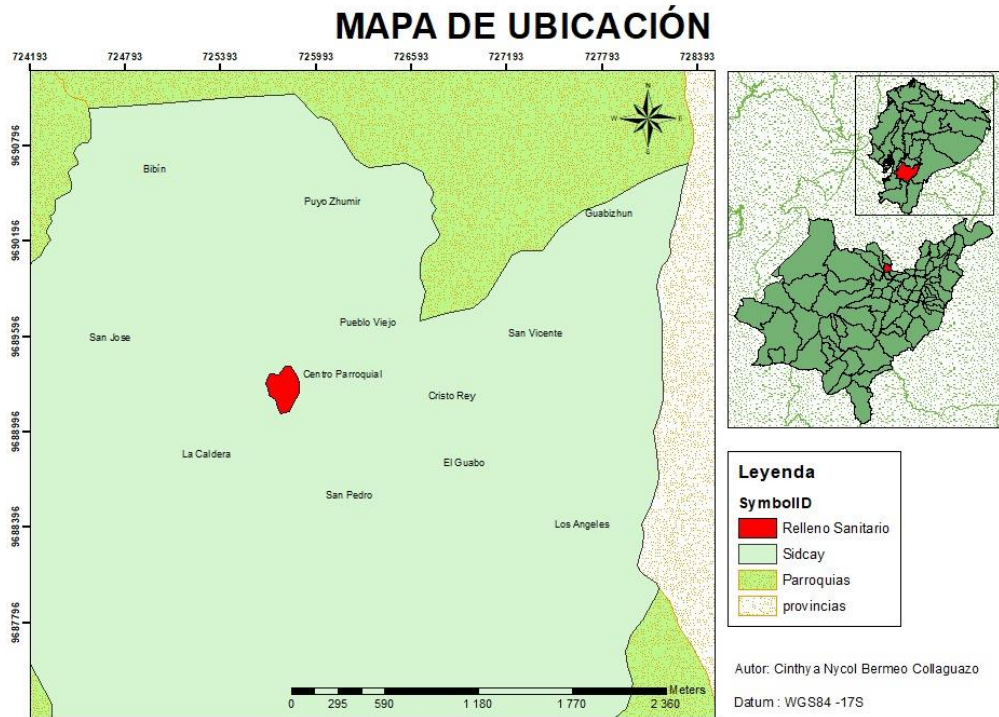 MAPA DE UBICACIÓN
724193 724793 725393 725993 726593 727193 727793 728393
N
W E
S
9690796
Bibín
Puyo Zhumir
Guabizhun
9690196
Pueblo Viejo
San Vicente
San Jose
9689596
Centro Parroquial
Cristo Rey
9688996
La Caldera
El Guabo
San Pedro
9688396
Los Angeles
9687796
Meters
0 295 590 1 180 1 770 2 360
Leyenda
SymbolID
Relleno Sanitario
Sidcay
Parroquias
provincias
Autor: Cinthya Nycol Bermeo Collaguazo
Datum : WGS84 -17S